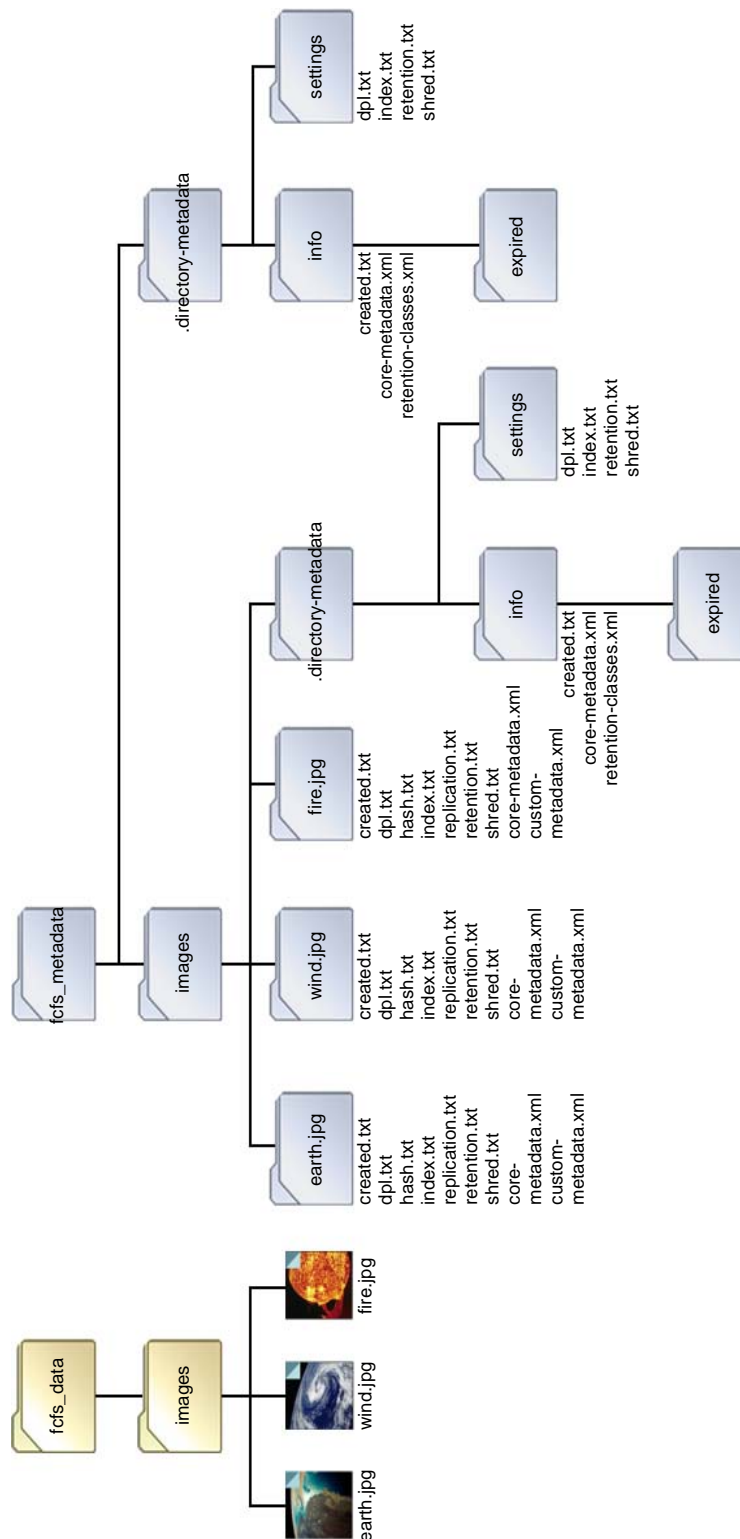 fcfs_data
images
earth.jpg
wind.jpg
fire.jpg
fcfs_metadata
images
.directory-metadata
earth.jpg
created.txt
dpl.txt
hash.txt
index.txt
replication.txt
retention.txt
shred.txt
core-
metadata.xml
custom-
metadata.xml
wind.jpg
created.txt
dpl.txt
hash.txt
index.txt
replication.txt
retention.txt
shred.txt
core-
metadata.xml
custom-
metadata.xml
fire.jpg
created.txt
dpl.txt
hash.txt
index.txt
replication.txt
retention.txt
shred.txt
core-metadata.xml
custom-
metadata.xml
.directory-metadata
info
created.txt
core-metadata.xml
retention-classes.xml
expired
settings
dpl.txt
index.txt
retention.txt
shred.txt
info
created.txt
core-metadata.xml
retention-classes.xml
expired
settings
dpl.txt
index.txt
retention.txt
shred.txt